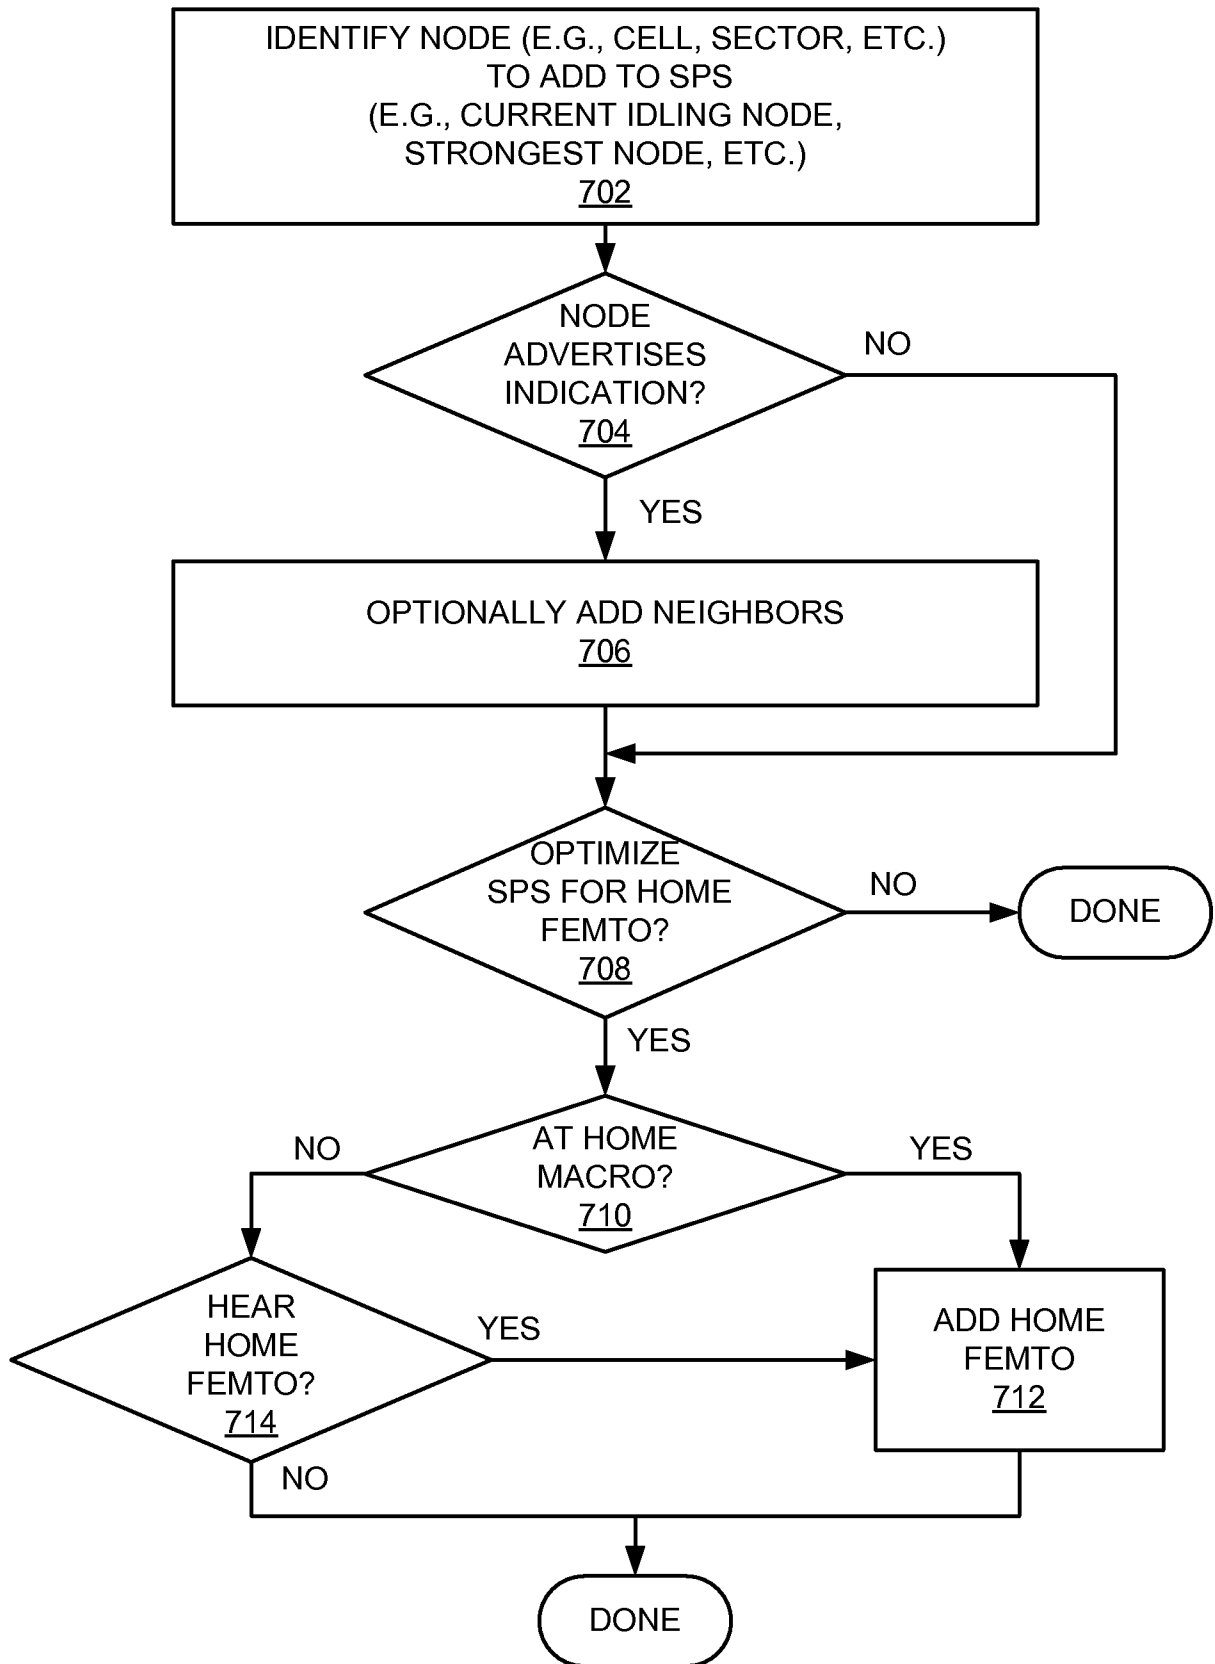 IDENTIFY NODE (E.G., CELL, SECTOR, ETC.)
TO ADD TO SPS
(E.G., CURRENT IDLING NODE,
STRONGEST NODE, ETC.)
702
NODE
ADVERTISES
INDICATION?
704
NO
YES
OPTIONALLY ADD NEIGHBORS
706
OPTIMIZE
SPS FOR HOME
FEMTO?
708
NO
DONE
YES
AT HOME
MACRO?
710
NO
YES
HEAR
HOME
FEMTO?
714
YES
ADD HOME
FEMTO
712
NO
DONE